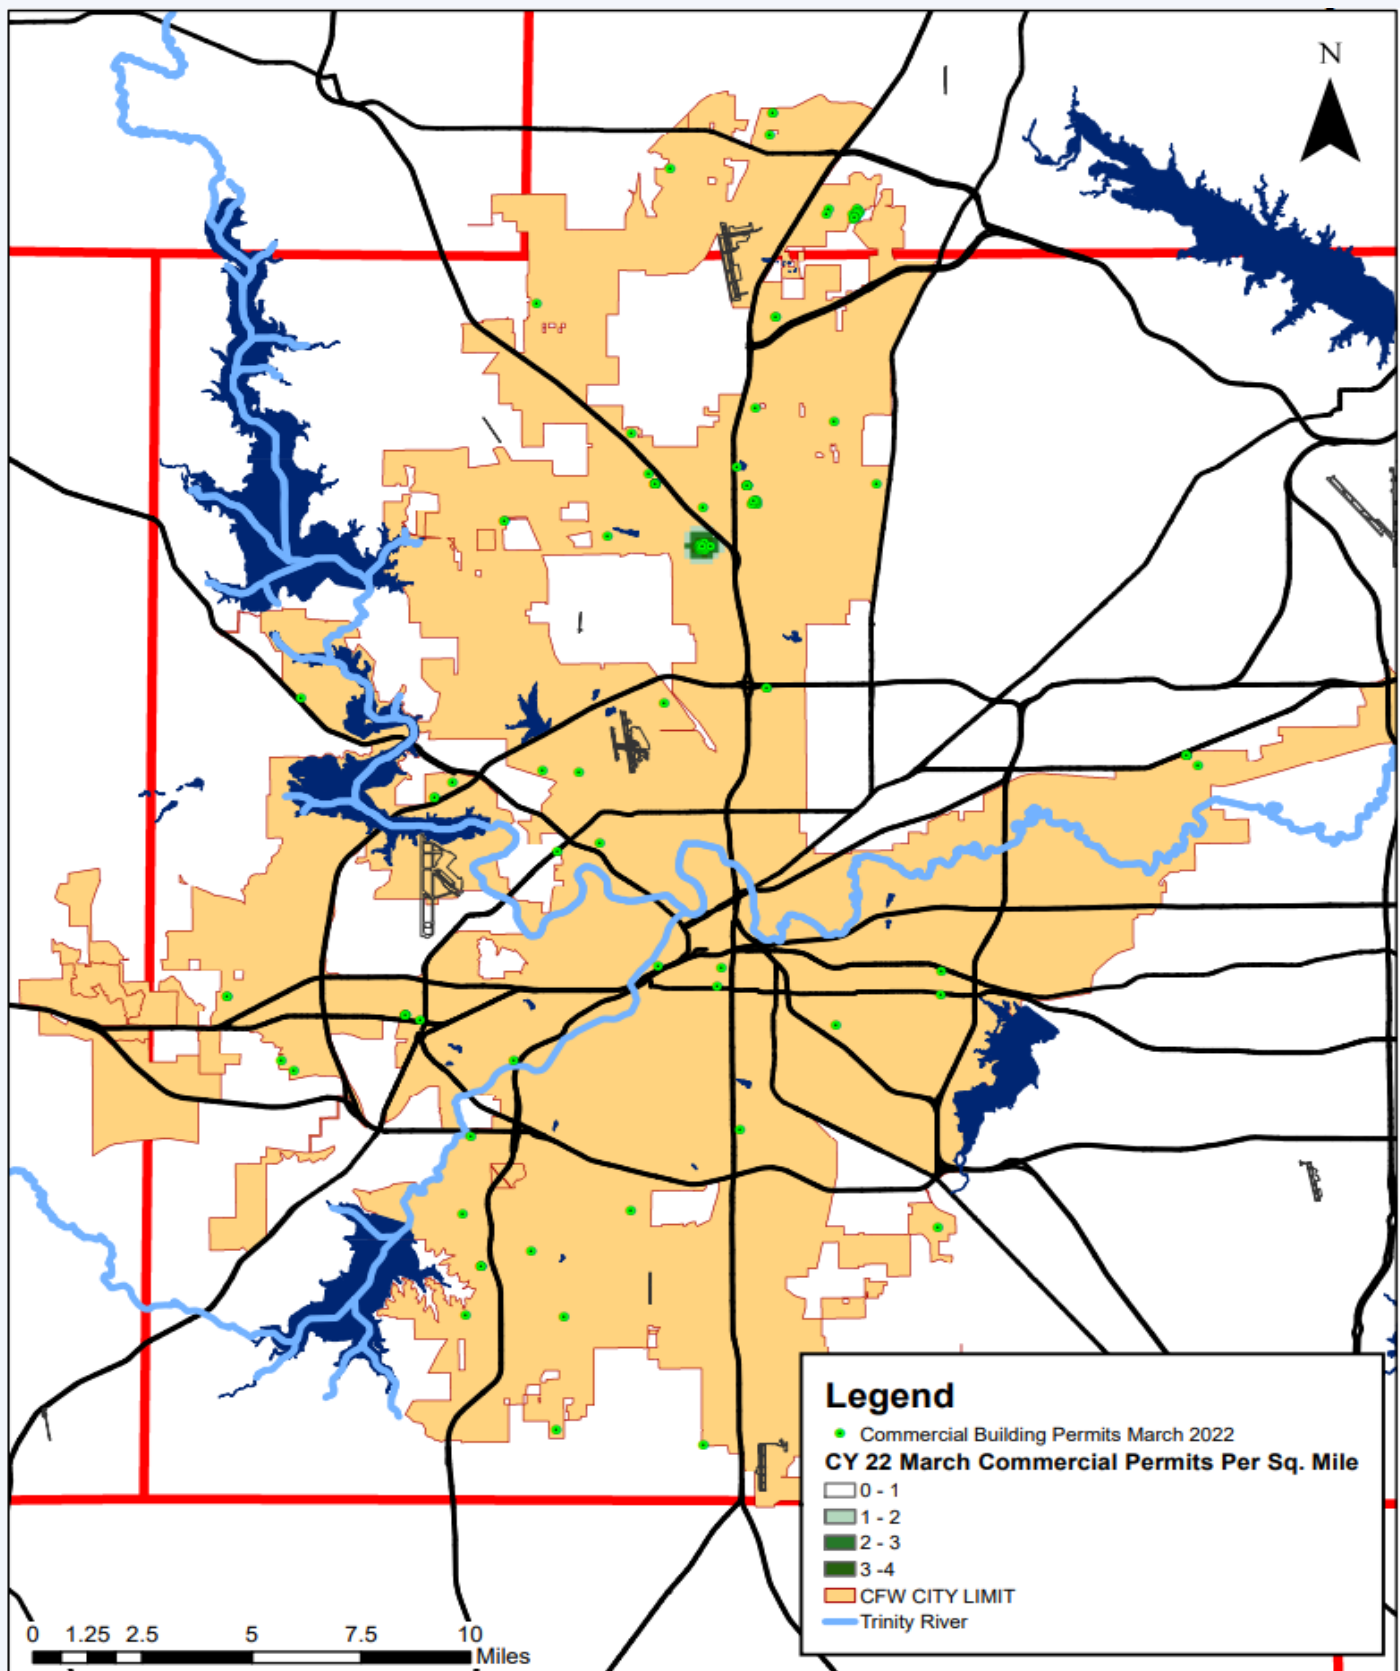 N
Legend
Commercial Building Permits March 2022
CY 22 March Commercial Permits Per Sq. Mile
0 - 1
1 - 2
2 - 3
3 -4
CFW CITY LIMIT
Trinity River
0 1.25 2.5 5 7.5 10
Miles